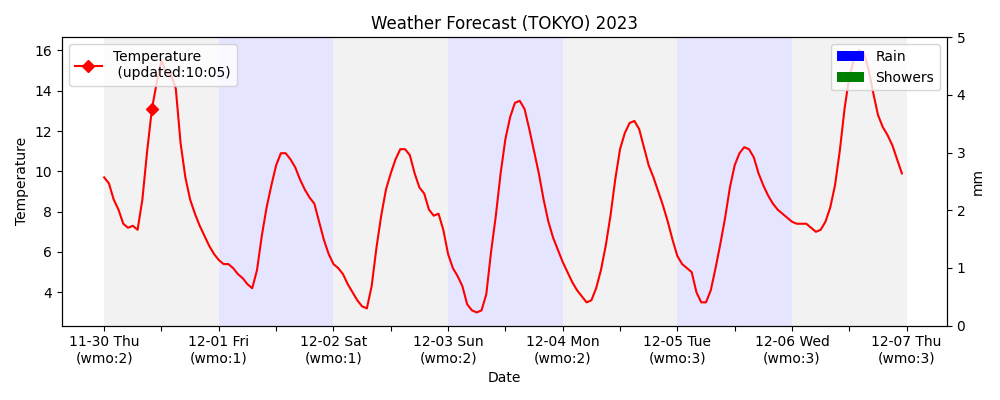 Weather Forecast (TOKYO) 2023
Temperature
(updated:10:05)
Rain
Showers
16
14
12
10
8
6
4
Temperature
5
4
3
2
1
0
mm
11-30 Thu
(wmo:2)
12-01 Fri
(wmo:1)
12-02 Sat
(wmo:1)
12-03 Sun
(wmo:2)
12-04 Mon
(wmo:2)
12-05 Tue
(wmo:3)
12-06 Wed
(wmo:3)
12-07 Thu
(wmo:3)
Date